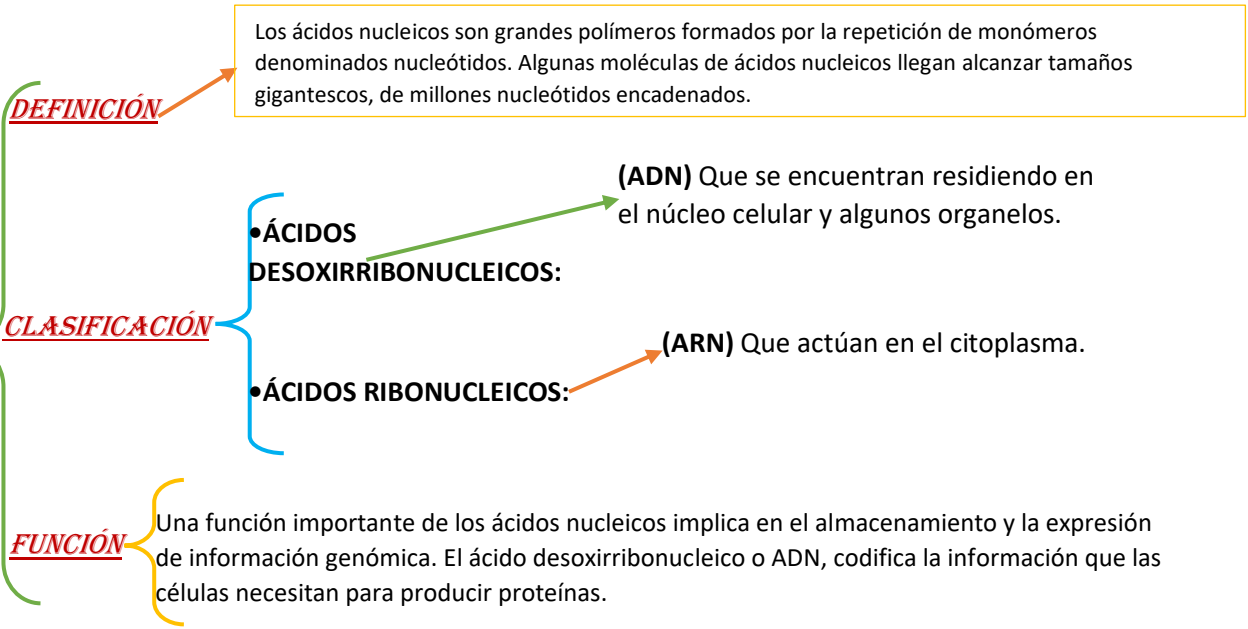 Los ácidos nucleicos son grandes polímeros formados por la repetición de monómeros
denominados nucleótidos. Algunas moléculas de ácidos nucleicos llegan alcanzar tamaños
gigantescos, de millones nucleótidos encadenados.
DEFINICIÓN
(ADN) Que se encuentran residiendo en
el núcleo celular y algunos organelos.
•ÁCIDOS
DESOXIRRIBONUCLEICOS:
CLASIFICACIÓN
(ARN) Que actúan en el citoplasma.
•ÁCIDOS RIBONUCLEICOS:
Una función importante de los ácidos nucleicos implica en el almacenamiento y la expresión
FUNCIÓN
de información genómica. El ácido desoxirribonucleico o ADN, codifica la información que las
células necesitan para producir proteínas.